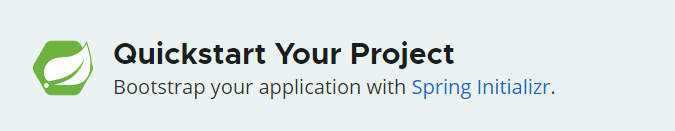 Quickstart Your Project
Bootstrap your application with Spring Initializr.